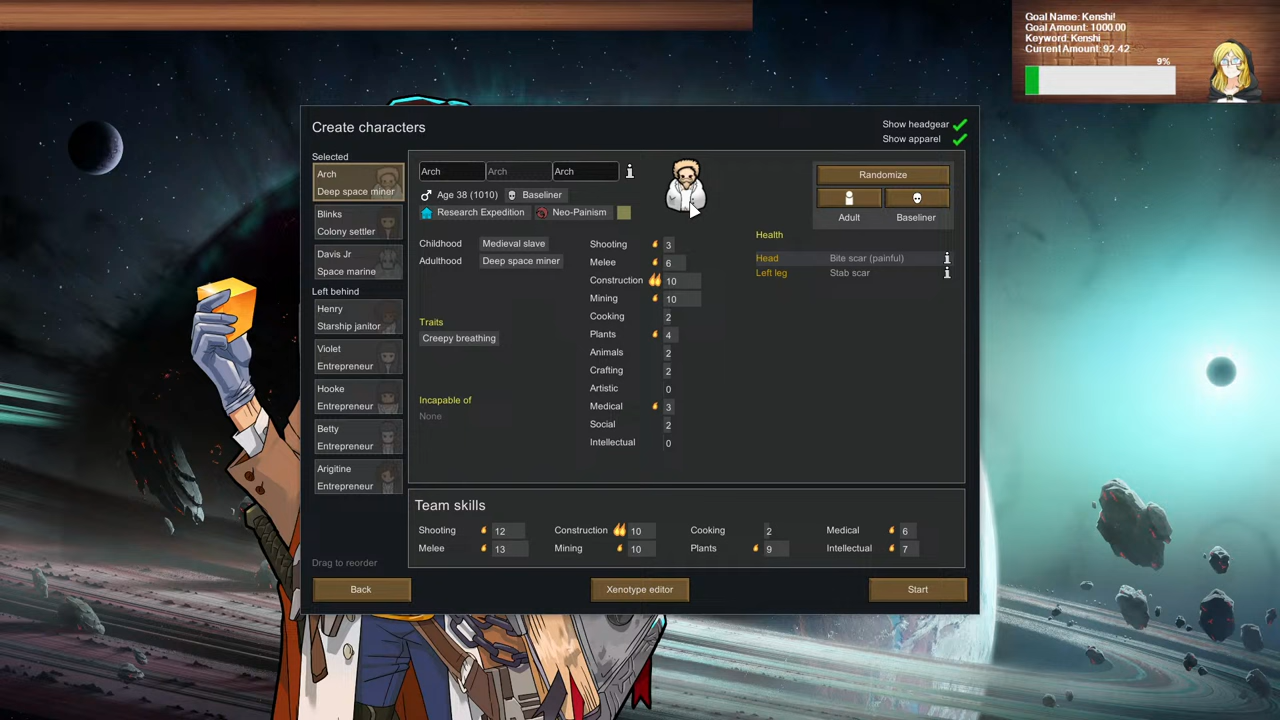 Goal Name: Kenshi!
Goal Amount: 1000.00
Keyword: Kenshi
Current Amount: 92.42
9%
Create characters
Show headgear
Show apparel
Selected
Arch
Deep space miner
Blinks
Colony settler
Davis Jr
Space marine
Left behind
Henry
Starship janitor
Violet
Entrepreneur
Hooke
Entrepreneur
Betty
Entrepreneur
Arigitine
Entrepreneur
Drag to reorder
Arch Arch Arch
Age 38 (1010) Baseliner
Research Expedition Neo-Painism
Childhood Medieval slave
Adulthood Deep space miner
Traits
Creepy breathing
Incapable of
None
Shooting 3
Melee 6
Construction 10
Mining 10
Cooking 2
Plants 4
Animals 2
Crafting 2
Artistic 0
Medical 3
Social 2
Intellectual 0
Randomize
Adult Baseliner
Health
Head Bite scar (painful)
Left leg Stab scar
Team skills
Shooting 12 Construction 10 Cooking 2 Medical 6
Melee 13 Mining 10 Plants 9 Intellectual 7
Back Xenotype editor Start